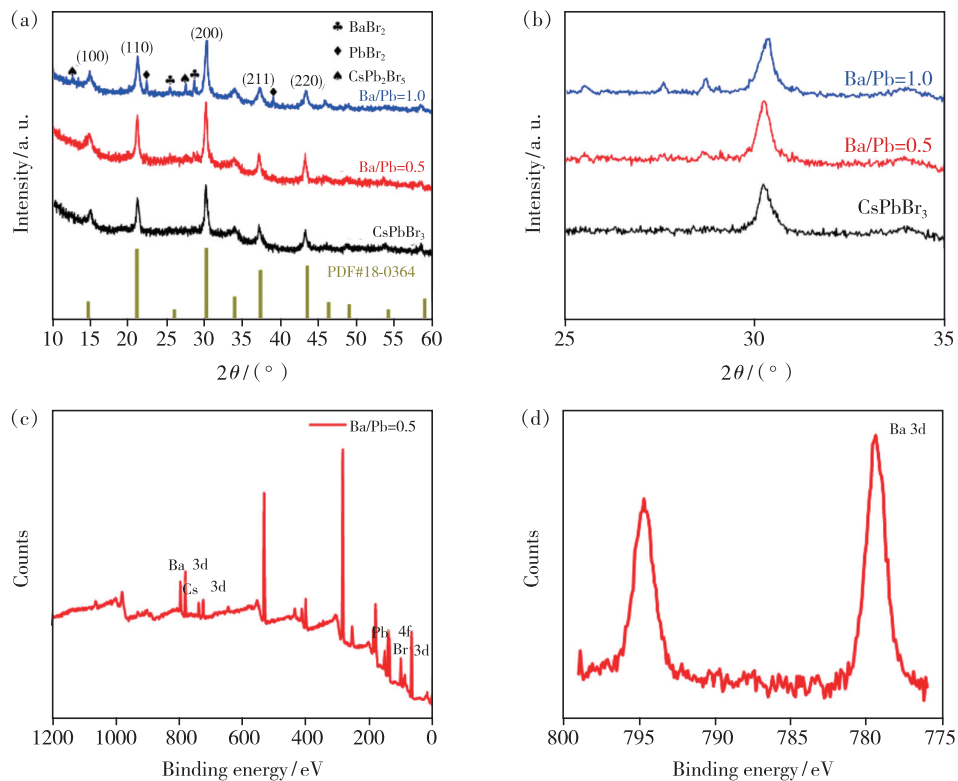 (a)
♣ BaBr2
♦ PbBr2
♠ CsPb2Br5
(100)
(110)
(200)
(211)
(220)
Ba/Pb=1.0
Ba/Pb=0.5
CsPbBr3
PDF#18-0364
Intensity/a. u.
10 15 20 25 30 35 40 45 50 55 60
2θ/(°)
(b)
Ba/Pb=1.0
Ba/Pb=0.5
CsPbBr3
Intensity/a. u.
25 30 35
2θ/(°)
(c)
Ba/Pb=0.5
Ba 3d
Cs 3d
Pb 4f
Br 3d
Counts
1200 1000 800 600 400 200 0
Binding energy/eV
(d)
Ba 3d
Counts
800 795 790 785 780 775
Binding energy/eV